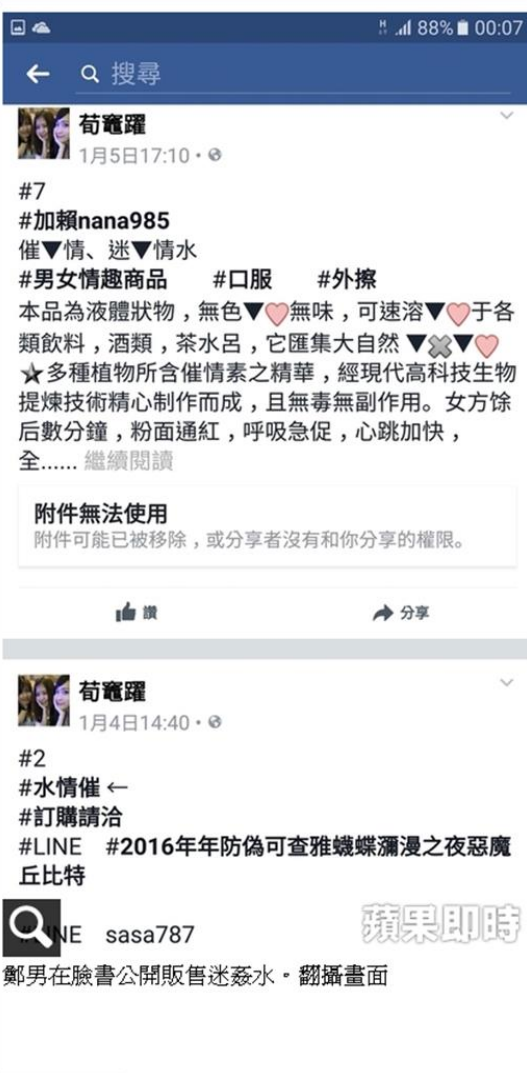 88% 00:07
搜尋
荀竈躍
1月5日17:10
#7
#加賴nana985
催▼情、迷▼情水
#男女情趣商品 #口服 #外擦
本品為液體狀物，無色▼♡無味，可速溶▼♡于各
類飲料，酒類，茶水呂，它匯集大自然▼✖▼♡
★多種植物所含催情素之精華，經現代高科技生物
提煉技術精心制作而成，且無毒無副作用。女方馀
后數分鐘，粉面通紅，呼吸急促，心跳加快，
全...... 繼續閱讀
附件無法使用
附件可能已被移除，或分享者沒有和你分享的權限。
讚 分享
荀竈躍
1月4日14:40
#2
#水情催←
#訂購請洽
#LINE #2016年年防偽可查雅蠛蝶瀰漫之夜惡魔
丘比特
NE sasa787
蘋果即時
鄭男在臉書公開販售迷姦水。翻攝畫面